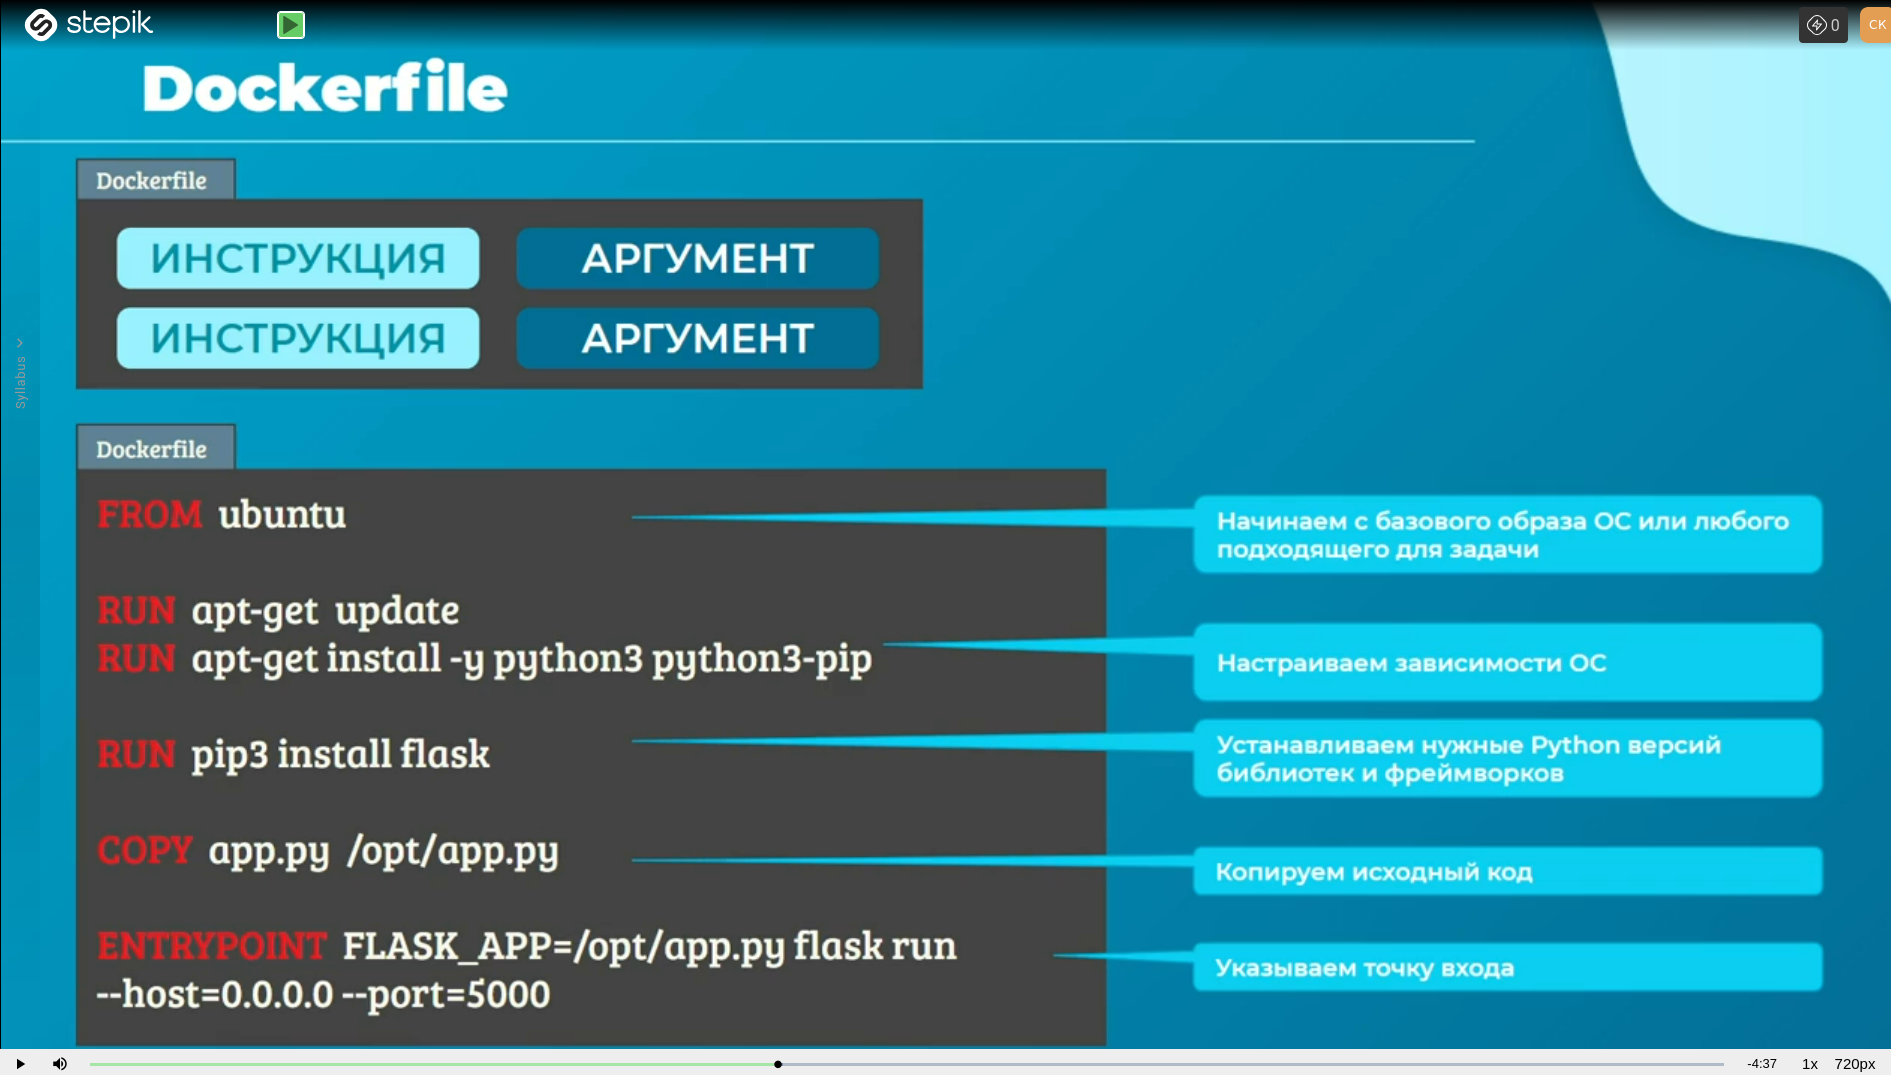 stepik
0
CK
Dockerfile
Dockerfile
ИНСТРУКЦИЯ АРГУМЕНТ
ИНСТРУКЦИЯ АРГУМЕНТ
Syllabus
Dockerfile
FROM ubuntu
Начинаем с базового образа ОС или любого
подходящего для задачи
RUN apt-get update
RUN apt-get install -y python3 python3-pip
Настраиваем зависимости ОС
RUN pip3 install flask
Устанавливаем нужные Python версий
библиотек и фреймворков
COPY app.py /opt/app.py
Копируем исходный код
ENTRYPOINT FLASK_APP=/opt/app.py flask run
--host=0.0.0.0 --port=5000
Указываем точку входа
-4:37 1x 720px